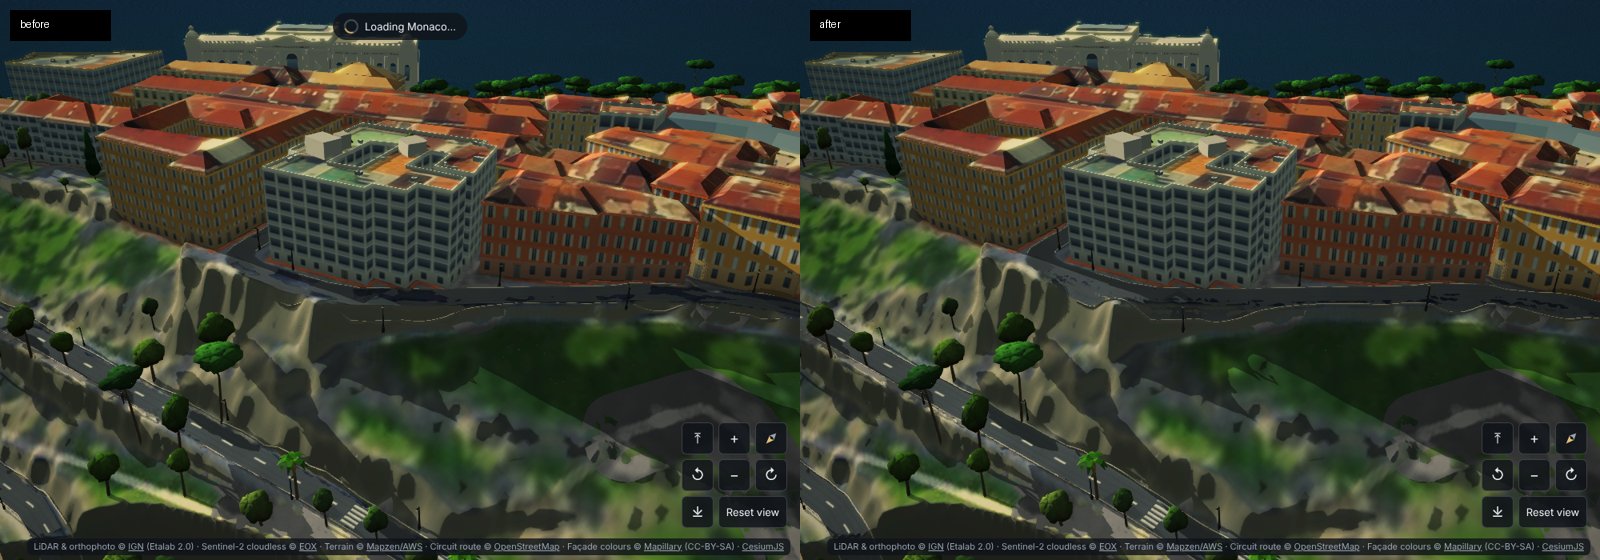 before
Loading Monaco...
+
−
Reset view
LiDAR & orthophoto © IGN (Etalab 2.0) · Sentinel-2 cloudless © EOX · Terrain © Mapzen/AWS · Circuit route © OpenStreetMap · Façade colours © Mapillary (CC-BY-SA) · CesiumJS
after
+
−
Reset view
LiDAR & orthophoto © IGN (Etalab 2.0) · Sentinel-2 cloudless © EOX · Terrain © Mapzen/AWS · Circuit route © OpenStreetMap · Façade colours © Mapillary (CC-BY-SA) · CesiumJS